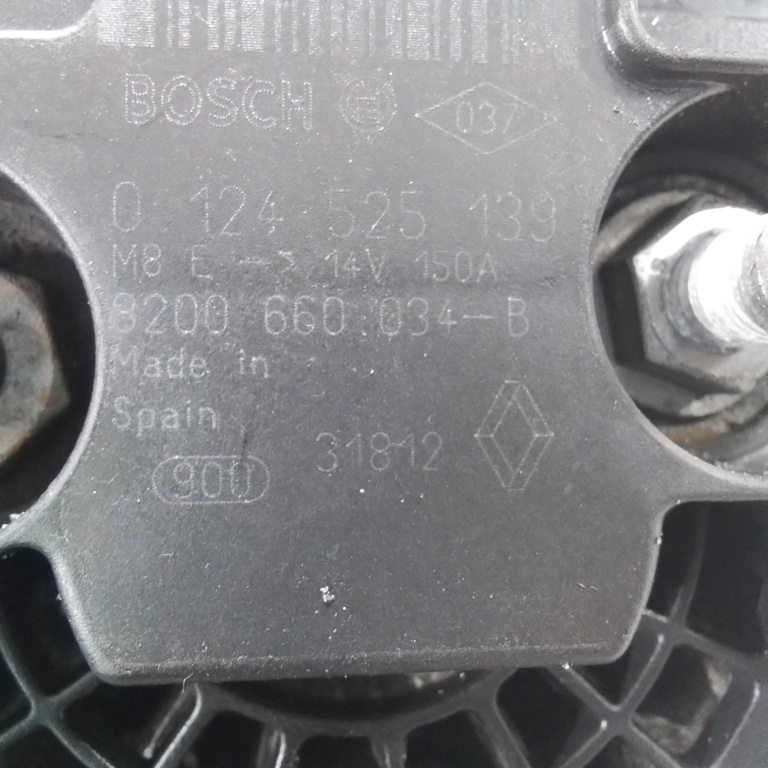 BOSCH 037
0 124 525 139
M8 E -> 14V 150A
8200 660 034-B
Made in
Spain
31812
900